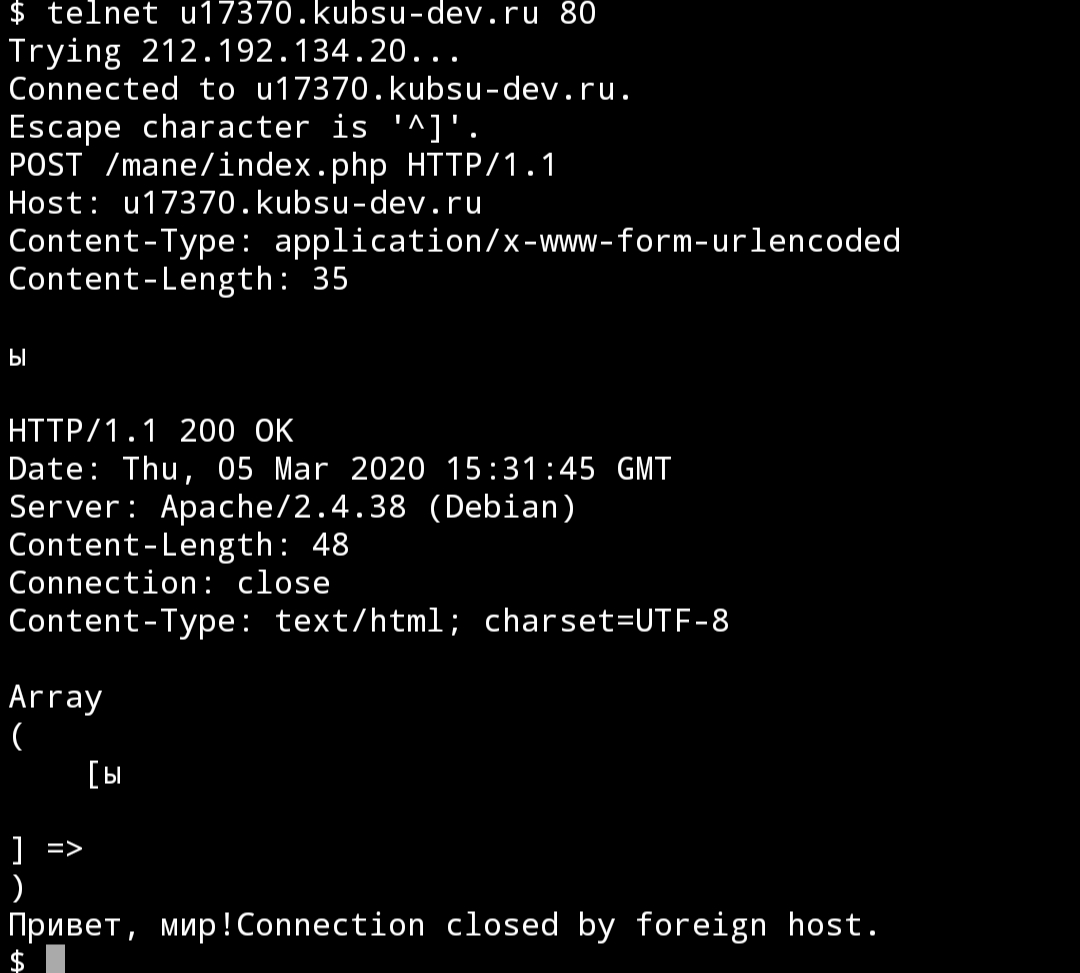 $ telnet u17370.kubsu-dev.ru 80
Trying 212.192.134.20...
Connected to u17370.kubsu-dev.ru.
Escape character is '^]'.
POST /mane/index.php HTTP/1.1
Host: u17370.kubsu-dev.ru
Content-Type: application/x-www-form-urlencoded
Content-Length: 35
ы
HTTP/1.1 200 OK
Date: Thu, 05 Mar 2020 15:31:45 GMT
Server: Apache/2.4.38 (Debian)
Content-Length: 48
Connection: close
Content-Type: text/html; charset=UTF-8
Array
(
[ы
] =>
)
Привет, мир!Connection closed by foreign host.
$